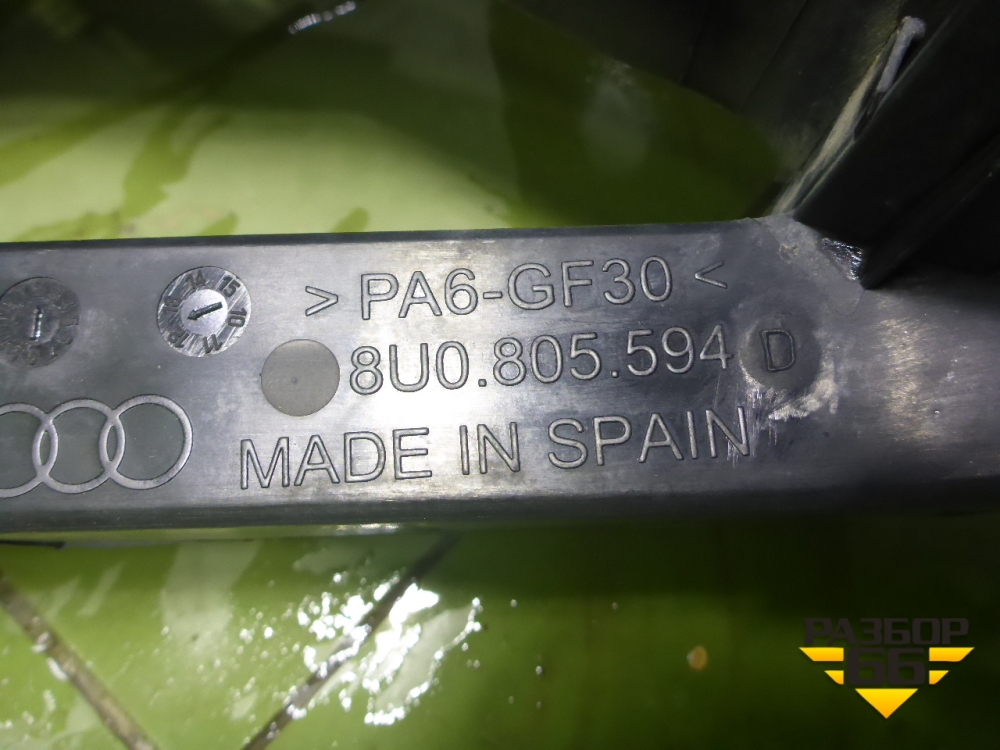 > PA6-GF30 <
8U0.805.594 D
MADE IN SPAIN
РАЗБОР
66